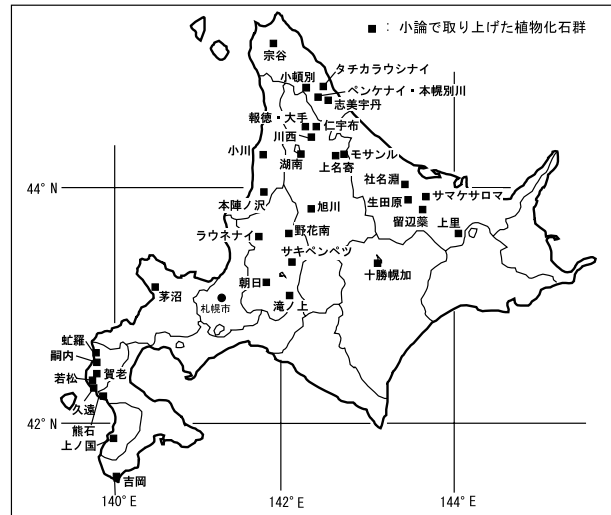 ■ : 小論で取り上げた植物化石群
宗谷
小頓別
タチカラウシナイ
ペンケナイ・本幌別川
志美宇丹
報徳・大手
仁宇布
川西
小川
湖南
上名寄
モサンル
44°N
社名淵
サマケサロマ
本陣ノ沢
旭川
生田原
留辺蘂
ラウネナイ
野花南
上里
サキペンベツ
朝日
十勝幌加
茅沼
札幌市
滝ノ上
虻羅
嗣内
若松
賀老
久遠
42°N
熊石
上ノ国
吉岡
140°E
142°E
144°E